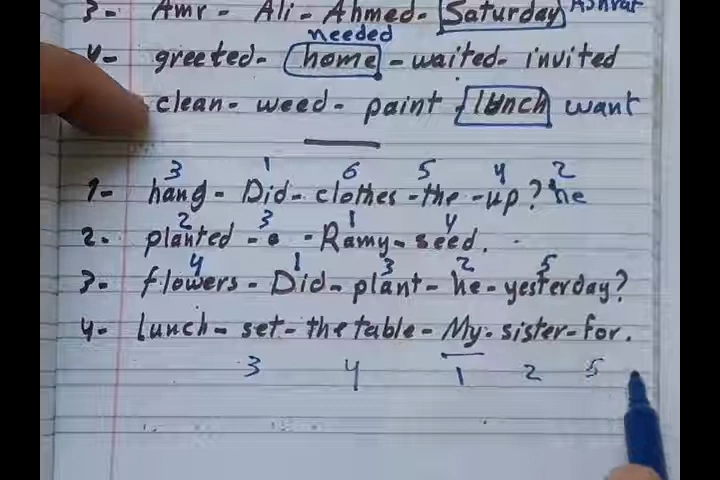 3- Amr - Ali - Ahmed - Saturday Ashraf
needed
4- greeted - home - waited - invited
clean - weed - paint - lunch want
3 1 6 5 4 2
1- hang - Did - clothes - the - up? he
2 3 1 4
2- planted - a - Ramy - seed.
4 1 3 2 5
3- flowers - Did - plant - he - yesterday?
4- lunch - set - the table - My - sister - for.
3 4 1 2 5